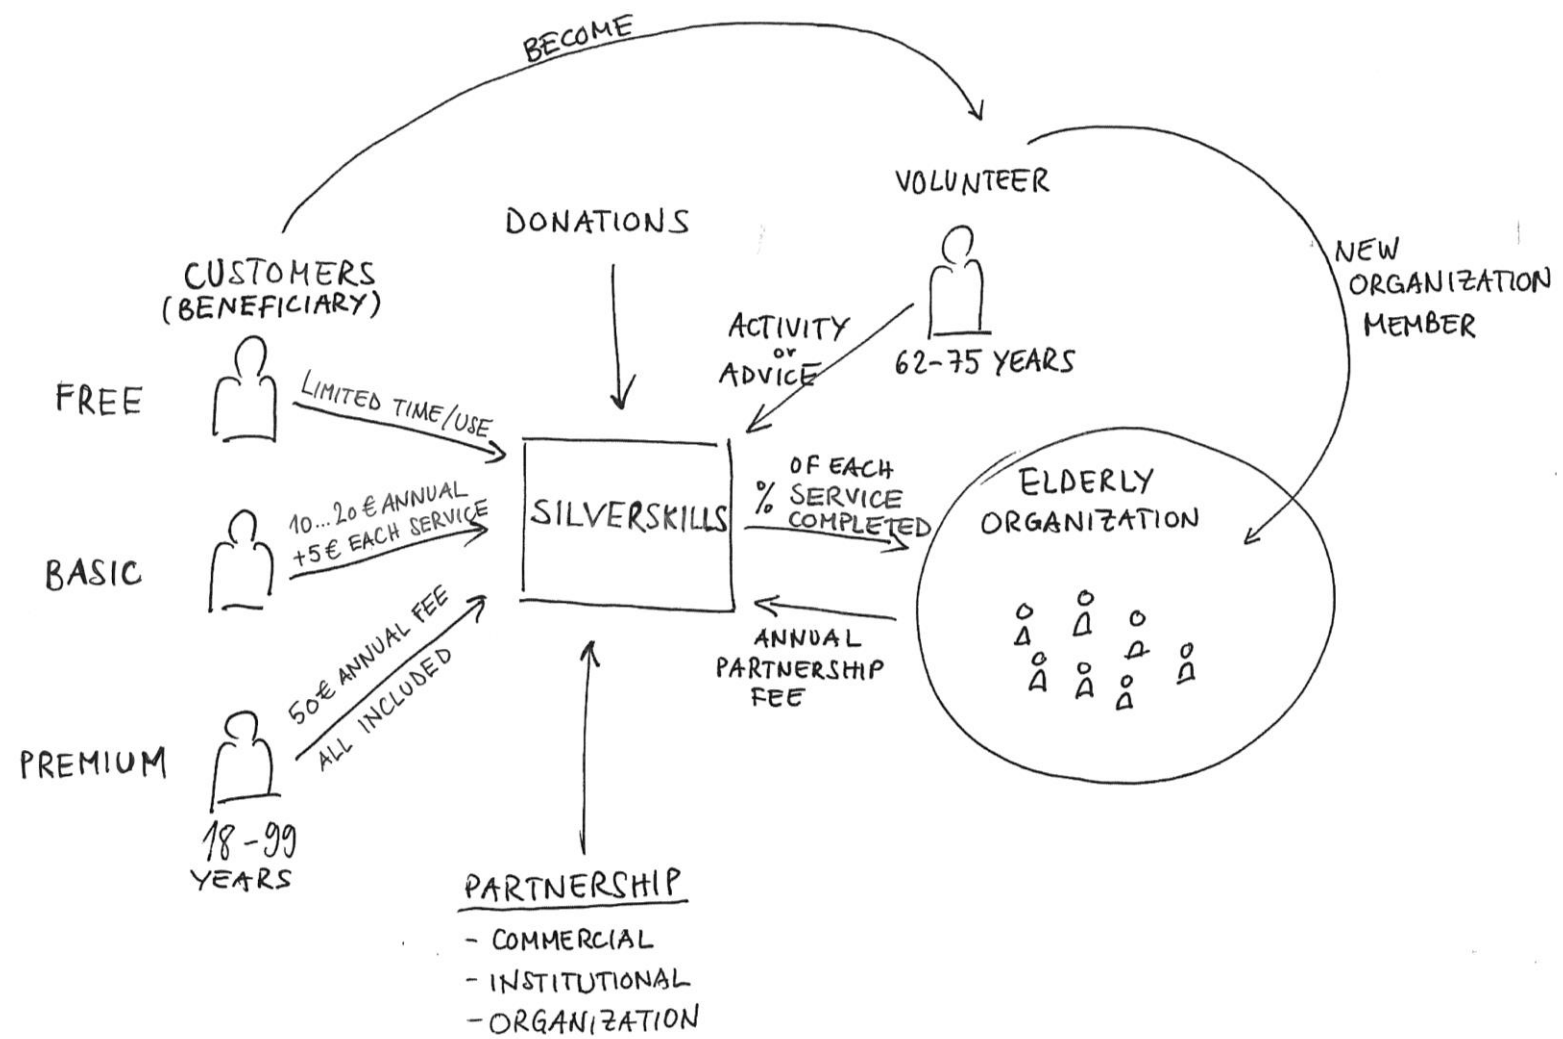 BECOME
VOLUNTEER
DONATIONS
NEW
ORGANIZATION
MEMBER
CUSTOMERS
(BENEFICIARY)
ACTIVITY
or
ADVICE
62-75 YEARS
FREE
LIMITED TIME/USE
SILVERSKILLS
% OF EACH
SERVICE
COMPLETED
ELDERLY
ORGANIZATION
BASIC
10...20€ ANNUAL
+5€ EACH SERVICE
ANNUAL
PARTNERSHIP
FEE
PREMIUM
50€ ANNUAL FEE
ALL INCLUDED
18-99
YEARS
PARTNERSHIP
- COMMERCIAL
- INSTITUTIONAL
- ORGANIZATION